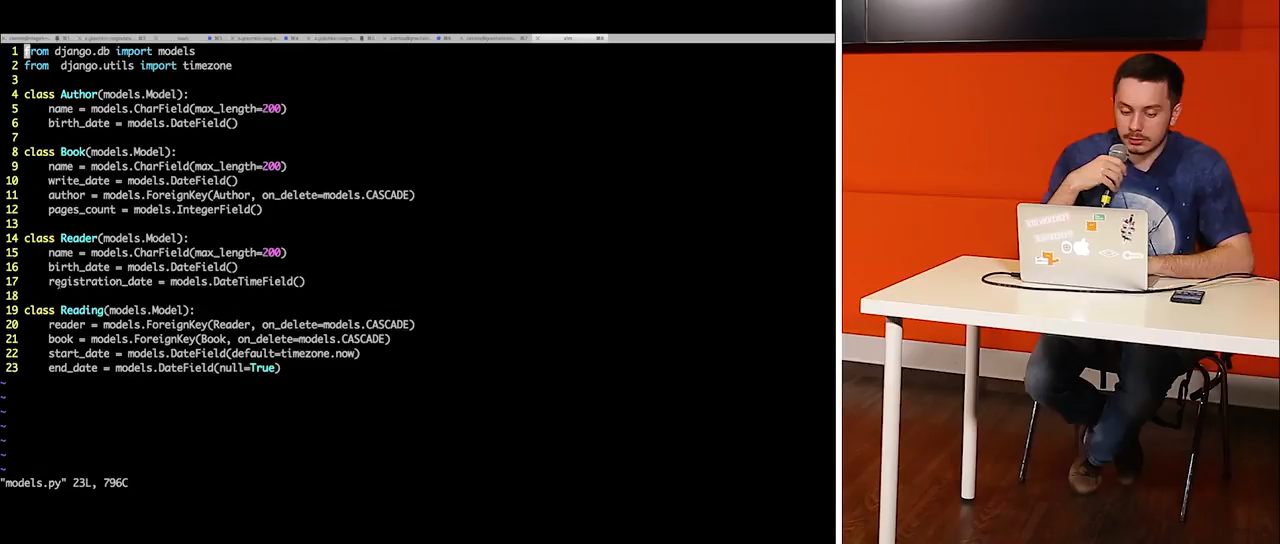 1 from django.db import models
2 from  django.utils import timezone
3
4 class Author(models.Model):
5     name = models.CharField(max_length=200)
6     birth_date = models.DateField()
7
8 class Book(models.Model):
9     name = models.CharField(max_length=200)
10     write_date = models.DateField()
11     author = models.ForeignKey(Author, on_delete=models.CASCADE)
12     pages_count = models.IntegerField()
13
14 class Reader(models.Model):
15     name = models.CharField(max_length=200)
16     birth_date = models.DateField()
17     registration_date = models.DateTimeField()
18
19 class Reading(models.Model):
20     reader = models.ForeignKey(Reader, on_delete=models.CASCADE)
21     book = models.ForeignKey(Book, on_delete=models.CASCADE)
22     start_date = models.DateField(default=timezone.now)
23     end_date = models.DateField(null=True)
~
~
~
~
~
~
~
"models.py" 23L, 796C